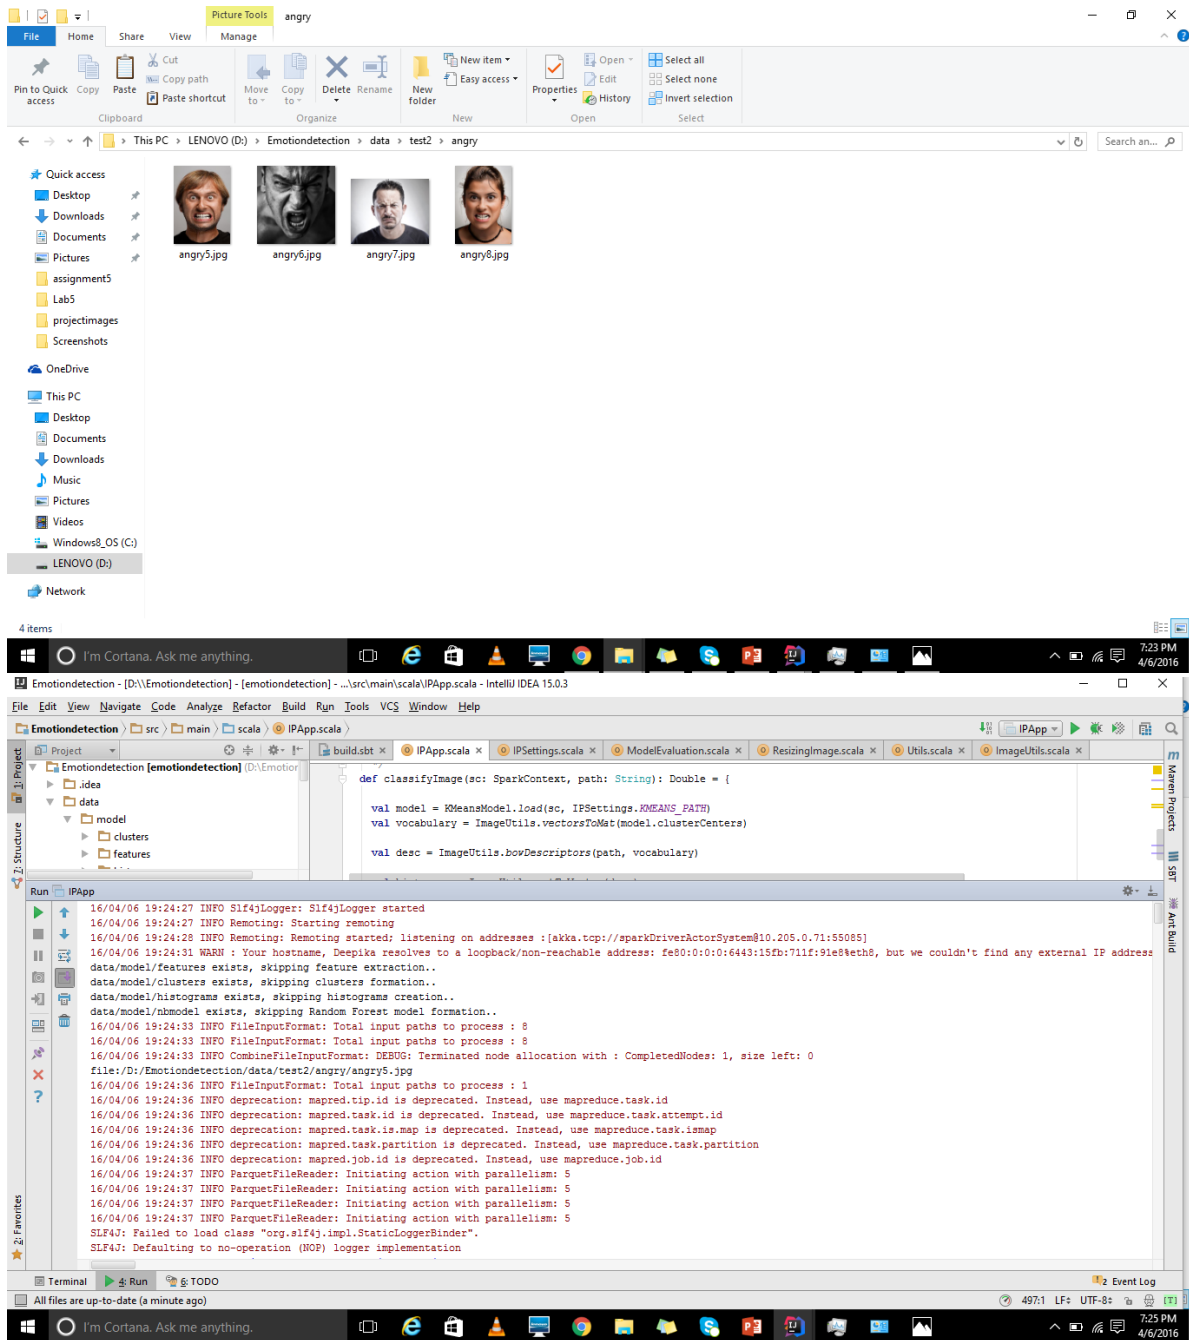 Picture Tools angry
File Home Share View Manage
Pin to Quick access
Copy
Paste
Cut
Copy path
Paste shortcut
Move to
Copy to
Delete
Rename
New folder
New item
Easy access
Properties
Open
Edit
History
Select all
Select none
Invert selection
Clipboard Organize New Open Select
This PC > LENOVO (D:) > Emotiondetection > data > test2 > angry
Search an...
Quick access
Desktop
Downloads
Documents
Pictures
assignment5
Lab5
projectimages
Screenshots
OneDrive
This PC
Desktop
Documents
Downloads
Music
Pictures
Videos
Windows8_OS (C:)
LENOVO (D:)
Network
angry5.jpg angry6.jpg angry7.jpg angry8.jpg
4 items
I'm Cortana. Ask me anything.
7:23 PM
4/6/2016
Emotiondetection - [D:\\Emotiondetection] - [emotiondetection] - ...\src\main\scala\IPApp.scala - IntelliJ IDEA 15.0.3
File Edit View Navigate Code Analyze Refactor Build Run Tools VCS Window Help
Emotiondetection src main scala IPApp.scala
IPApp
Project
build.sbt IPApp.scala IPSettings.scala ModelEvaluation.scala ResizingImage.scala Utils.scala ImageUtils.scala
Emotiondetection [emotiondetection] (D:\Emotior
.idea
data
model
clusters
features
def classifyImage(sc: SparkContext, path: String): Double = {
val model = KMeansModel.load(sc, IPSettings.KMEANS_PATH)
val vocabulary = ImageUtils.vectorsToMat(model.clusterCenters)
val desc = ImageUtils.bowDescriptors(path, vocabulary)
1: Project
7: Structure
2: Favorites
Maven Projects
SBT
Ant Build
Run IPApp
16/04/06 19:24:27 INFO Slf4jLogger: Slf4jLogger started
16/04/06 19:24:27 INFO Remoting: Starting remoting
16/04/06 19:24:28 INFO Remoting: Remoting started; listening on addresses :[akka.tcp://sparkDriverActorSystem@10.205.0.71:55085]
16/04/06 19:24:31 WARN : Your hostname, Deepika resolves to a loopback/non-reachable address: fe80:0:0:0:6443:15fb:711f:91e8%eth8, but we couldn't find any external IP address
data/model/features exists, skipping feature extraction..
data/model/clusters exists, skipping clusters formation..
data/model/histograms exists, skipping histograms creation..
data/model/nbmodel exists, skipping Random Forest model formation..
16/04/06 19:24:33 INFO FileInputFormat: Total input paths to process : 8
16/04/06 19:24:33 INFO FileInputFormat: Total input paths to process : 8
16/04/06 19:24:33 INFO CombineFileInputFormat: DEBUG: Terminated node allocation with : CompletedNodes: 1, size left: 0
file:/D:/Emotiondetection/data/test2/angry/angry5.jpg
16/04/06 19:24:36 INFO FileInputFormat: Total input paths to process : 1
16/04/06 19:24:36 INFO deprecation: mapred.tip.id is deprecated. Instead, use mapreduce.task.id
16/04/06 19:24:36 INFO deprecation: mapred.task.id is deprecated. Instead, use mapreduce.task.attempt.id
16/04/06 19:24:36 INFO deprecation: mapred.task.is.map is deprecated. Instead, use mapreduce.task.ismap
16/04/06 19:24:36 INFO deprecation: mapred.task.partition is deprecated. Instead, use mapreduce.task.partition
16/04/06 19:24:36 INFO deprecation: mapred.job.id is deprecated. Instead, use mapreduce.job.id
16/04/06 19:24:37 INFO ParquetFileReader: Initiating action with parallelism: 5
16/04/06 19:24:37 INFO ParquetFileReader: Initiating action with parallelism: 5
16/04/06 19:24:37 INFO ParquetFileReader: Initiating action with parallelism: 5
16/04/06 19:24:37 INFO ParquetFileReader: Initiating action with parallelism: 5
SLF4J: Failed to load class "org.slf4j.impl.StaticLoggerBinder".
SLF4J: Defaulting to no-operation (NOP) logger implementation
Terminal 4: Run 6: TODO
2 Event Log
All files are up-to-date (a minute ago)
497:1 LF UTF-8 [T]
I'm Cortana. Ask me anything.
7:25 PM
4/6/2016